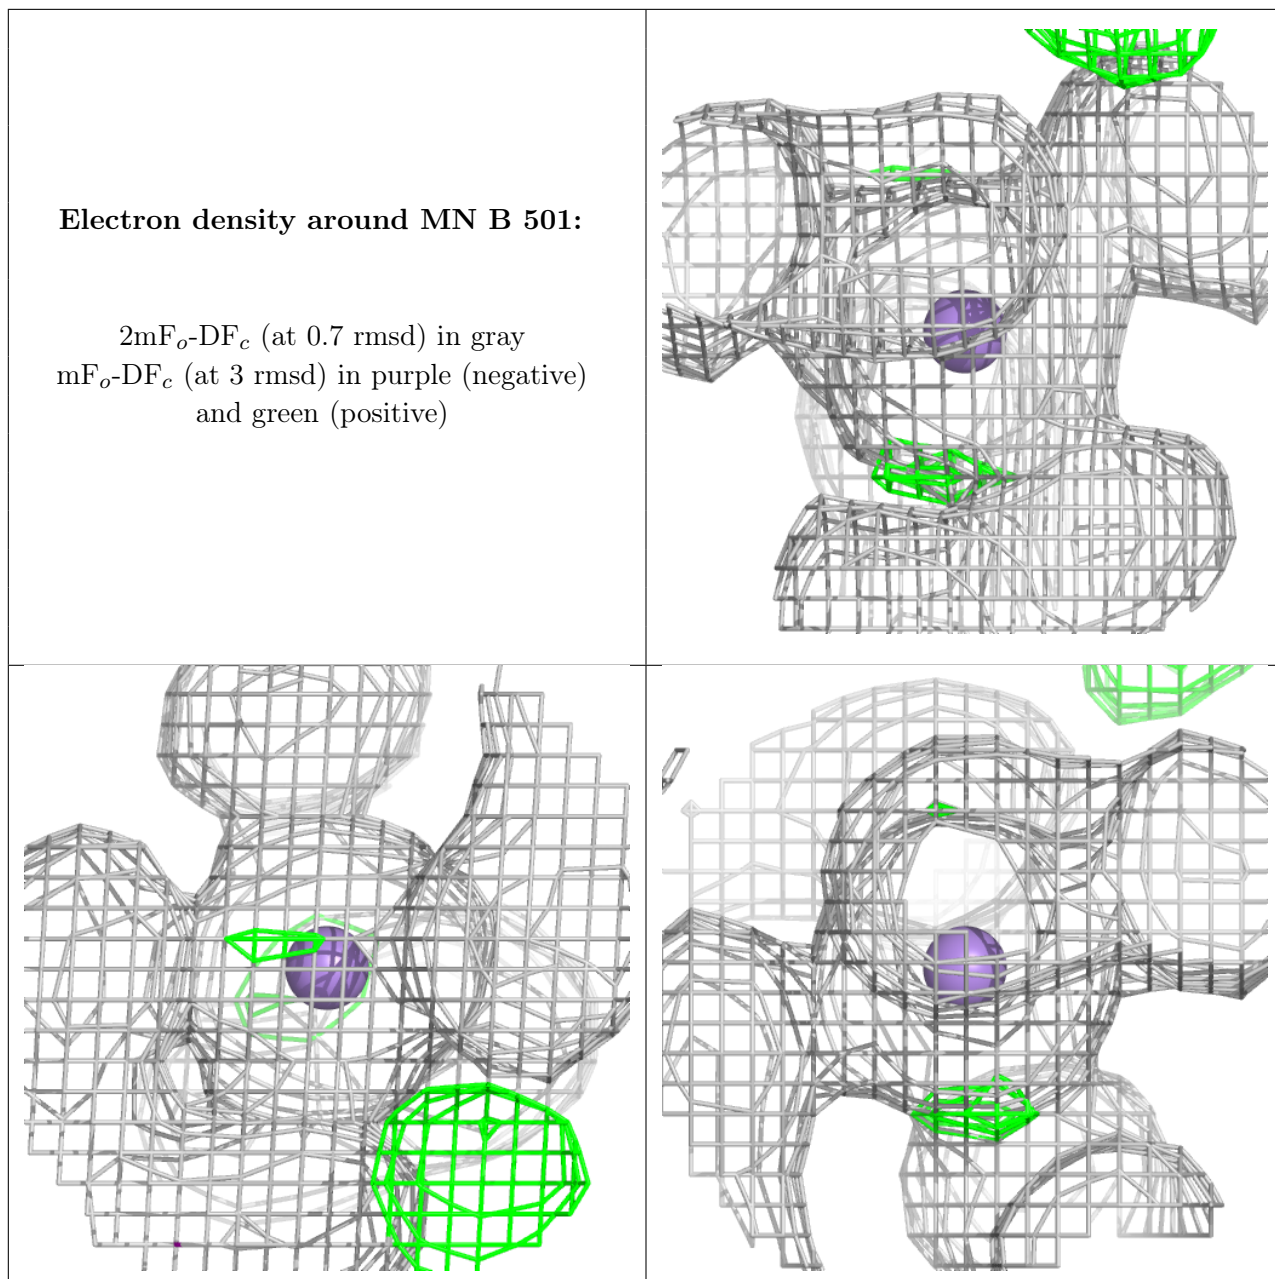 Electron density around MN B 501:
2mFo-DFc (at 0.7 rmsd) in gray
mFo-DFc (at 3 rmsd) in purple (negative)
and green (positive)